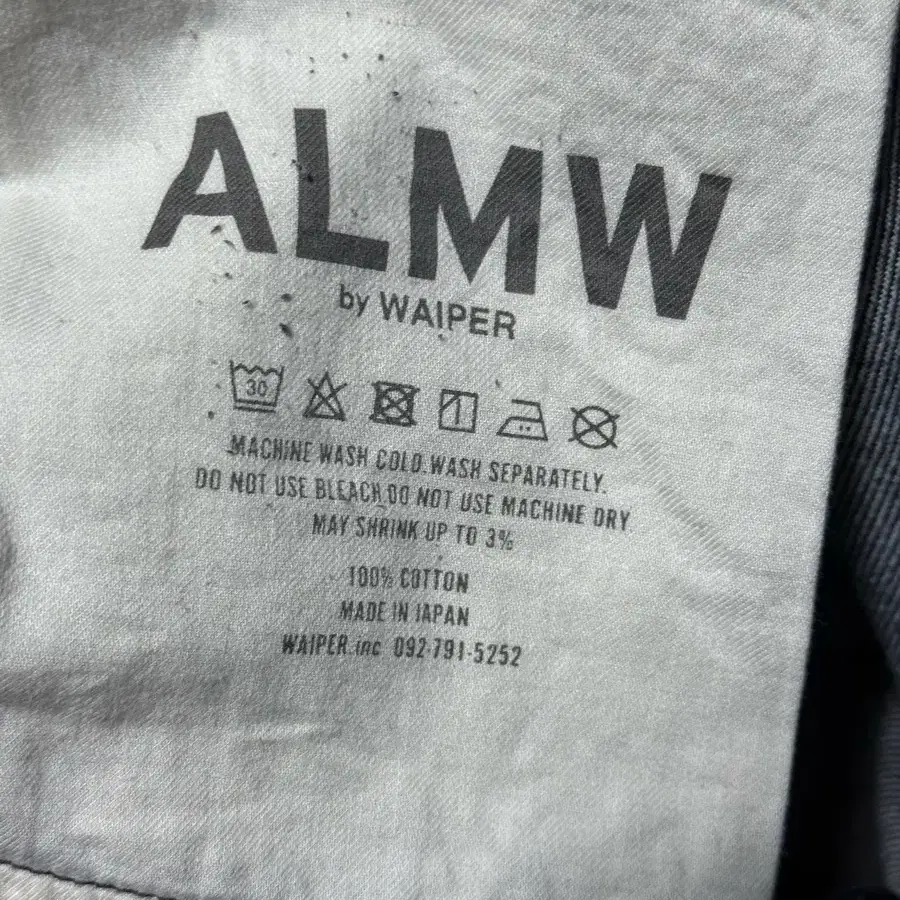 ALMW
by WAIPER
30
MACHINE WASH COLD.WASH SEPARATELY.
DO NOT USE BLEACH.DO NOT USE MACHINE DRY.
MAY SHRINK UP TO 3%
100% COTTON
MADE IN JAPAN
WAIPER.inc 092-791-5252